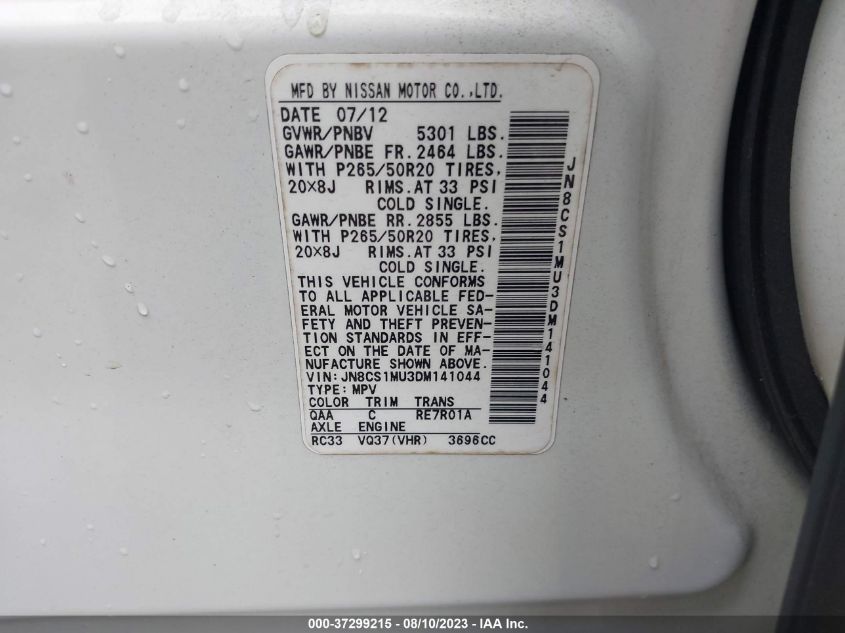 MFD BY NISSAN MOTOR CO.,LTD.
DATE 07/12
GVWR/PNBV 5301 LBS.
GAWR/PNBE FR. 2464 LBS.
WITH P265/50R20 TIRES,
20×8J RIMS.AT 33 PSI
COLD SINGLE.
GAWR/PNBE RR. 2855 LBS.
WITH P265/50R20 TIRES,
20×8J RIMS.AT 33 PSI
COLD SINGLE.
THIS VEHICLE CONFORMS
TO ALL APPLICABLE FED-
ERAL MOTOR VEHICLE SA-
FETY AND THEFT PREVEN-
TION STANDARDS IN EFF-
ECT ON THE DATE OF MA-
NUFACTURE SHOWN ABOVE.
VIN:JN8CS1MU3DM141044
TYPE:MPV
COLOR TRIM TRANS
QAA C RE7R01A
AXLE ENGINE
RC33 VQ37(VHR) 3696CC
JN8CS1MU3DM141044
000-37299215 - 08/10/2023 - IAA Inc.